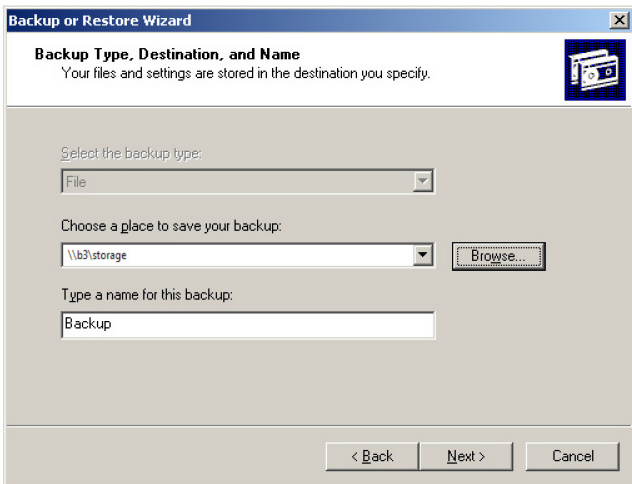 Backup or Restore Wizard
Backup Type, Destination, and Name
Your files and settings are stored in the destination you specify.
Select the backup type:
File
Choose a place to save your backup:
\\b3\storage
Browse...
Type a name for this backup:
Backup
< Back
Next >
Cancel